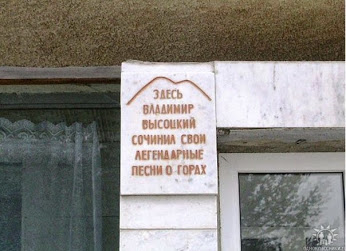 ЗДЕСЬ
ВЛАДИМИР
ВЫСОЦКИЙ
СОЧИНИЛ СВОИ
ЛЕГЕНДАРНЫЕ
ПЕСНИ О ГОРАХ